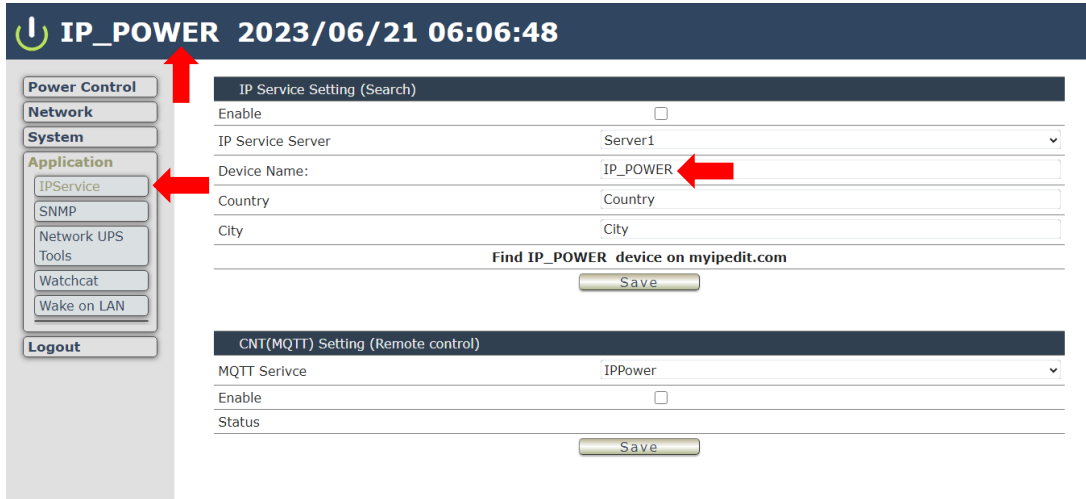 IP_POWER 2023/06/21 06:06:48
Power Control
Network
System
Application
IPService
SNMP
Network UPS
Tools
Watchcat
Wake on LAN
Logout
IP Service Setting (Search)
Enable
IP Service Server Server1
Device Name: IP_POWER
Country Country
City City
Find IP_POWER device on myipedit.com
Save
CNT(MQTT) Setting (Remote control)
MQTT Serivce IPPower
Enable
Status
Save